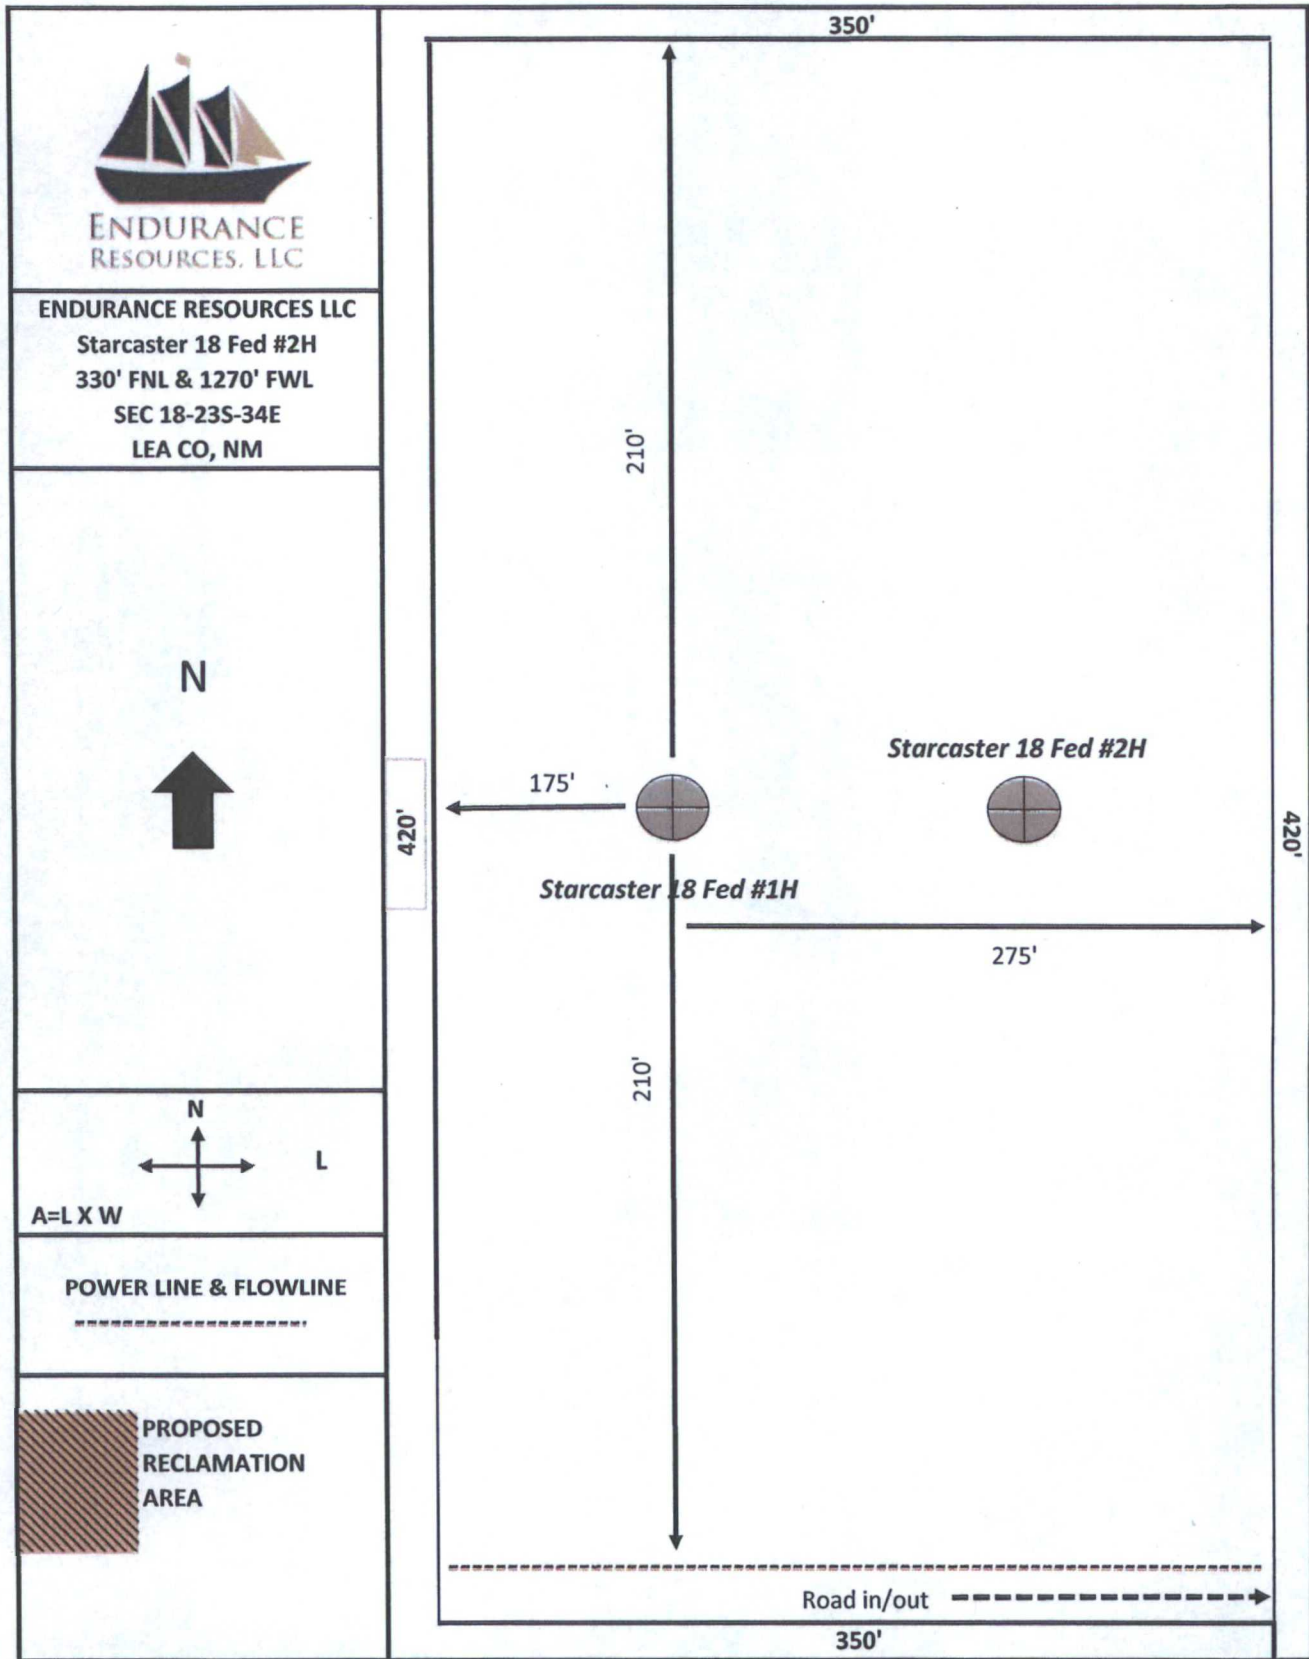 ENDURANCE
RESOURCES, LLC
ENDURANCE RESOURCES LLC
Starcaster 18 Fed #2H
330' FNL & 1270' FWL
SEC 18-23S-34E
LEA CO, NM
N
N
L
A=L X W
POWER LINE & FLOWLINE
PROPOSED
RECLAMATION
AREA
350'
210'
Starcaster 18 Fed #2H
175'
420'
420'
Starcaster 18 Fed #1H
275'
210'
Road in/out
350'